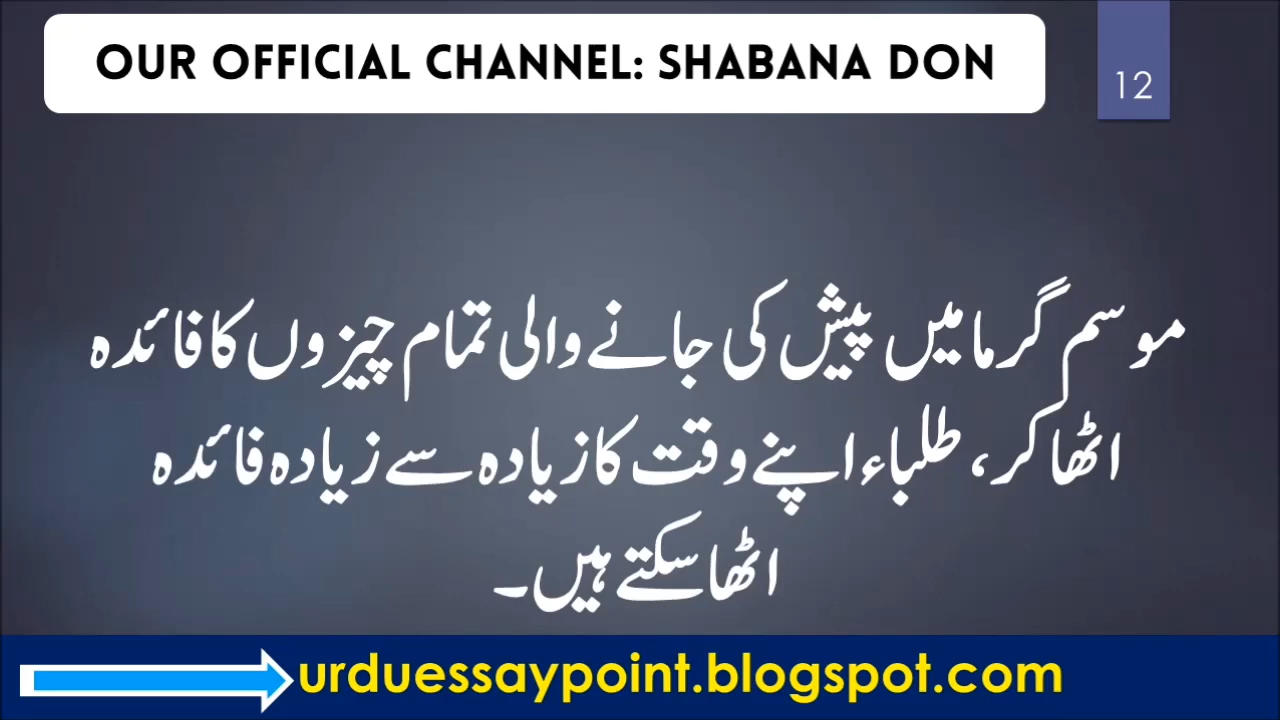 OUR OFFICIAL CHANNEL: SHABANA DON
12
موسم گرما میں پیش کی جانے والی تمام چیزوں کا فائدہ
اٹھا کر، طلباء اپنے وقت کا زیادہ سے زیادہ فائدہ
اٹھا سکتے ہیں۔
urduessaypoint.blogspot.com